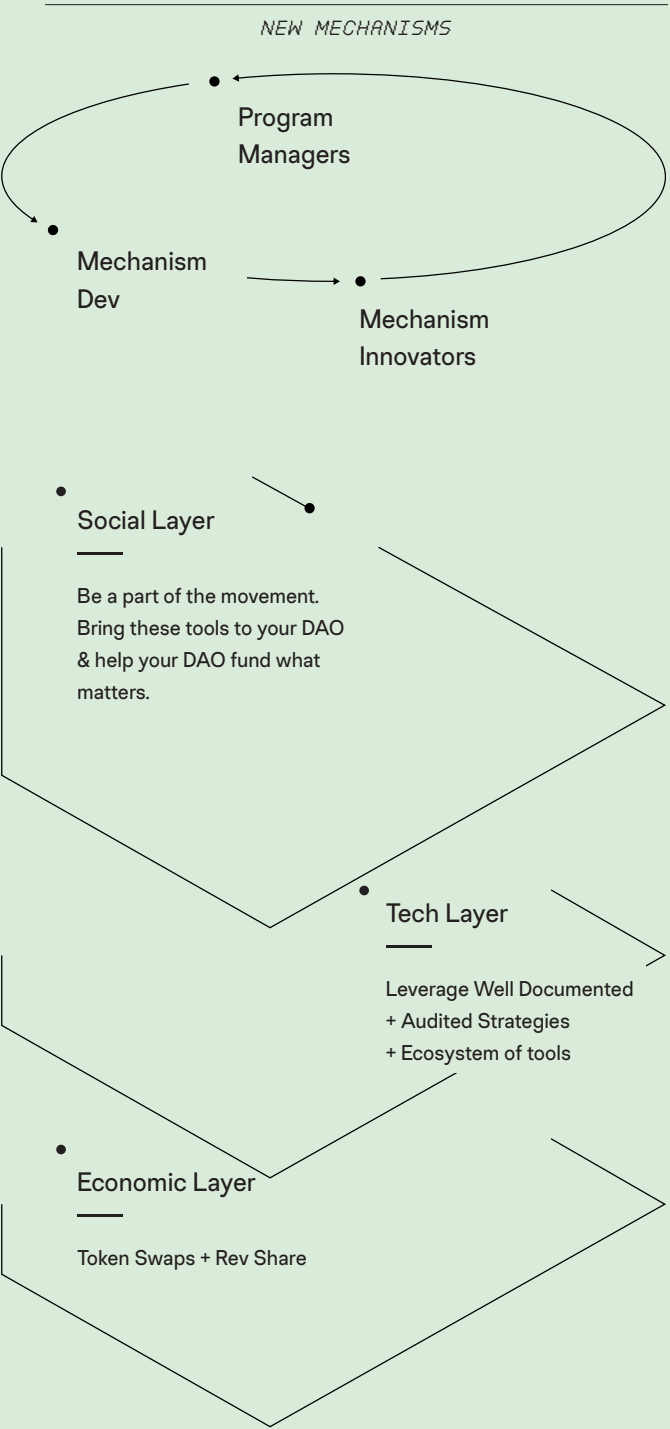 NEW MECHANISMS
Program
Managers
Mechanism
Dev
Mechanism
Innovators
Social Layer
Be a part of the movement.
Bring these tools to your DAO
& help your DAO fund what
matters.
Tech Layer
Leverage Well Documented
+ Audited Strategies
+ Ecosystem of tools
Economic Layer
Token Swaps + Rev Share